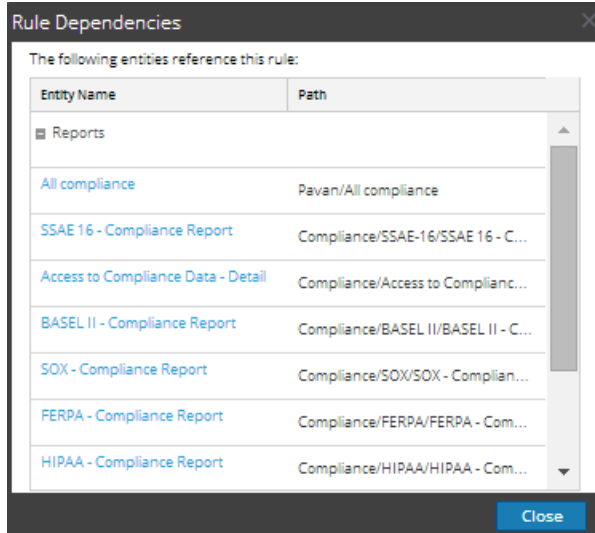 Rule Dependencies
The following entities reference this rule:
Entity Name Path
Reports
All compliance Pavan/All compliance
SSAE 16 - Compliance Report Compliance/SSAE-16/SSAE 16 - C...
Access to Compliance Data - Detail Compliance/Access to Complianc...
BASEL II - Compliance Report Compliance/BASEL II/BASEL II - C...
SOX - Compliance Report Compliance/SOX/SOX - Complian...
FERPA - Compliance Report Compliance/FERPA/FERPA - Com...
HIPAA - Compliance Report Compliance/HIPAA/HIPAA - Com...
Close